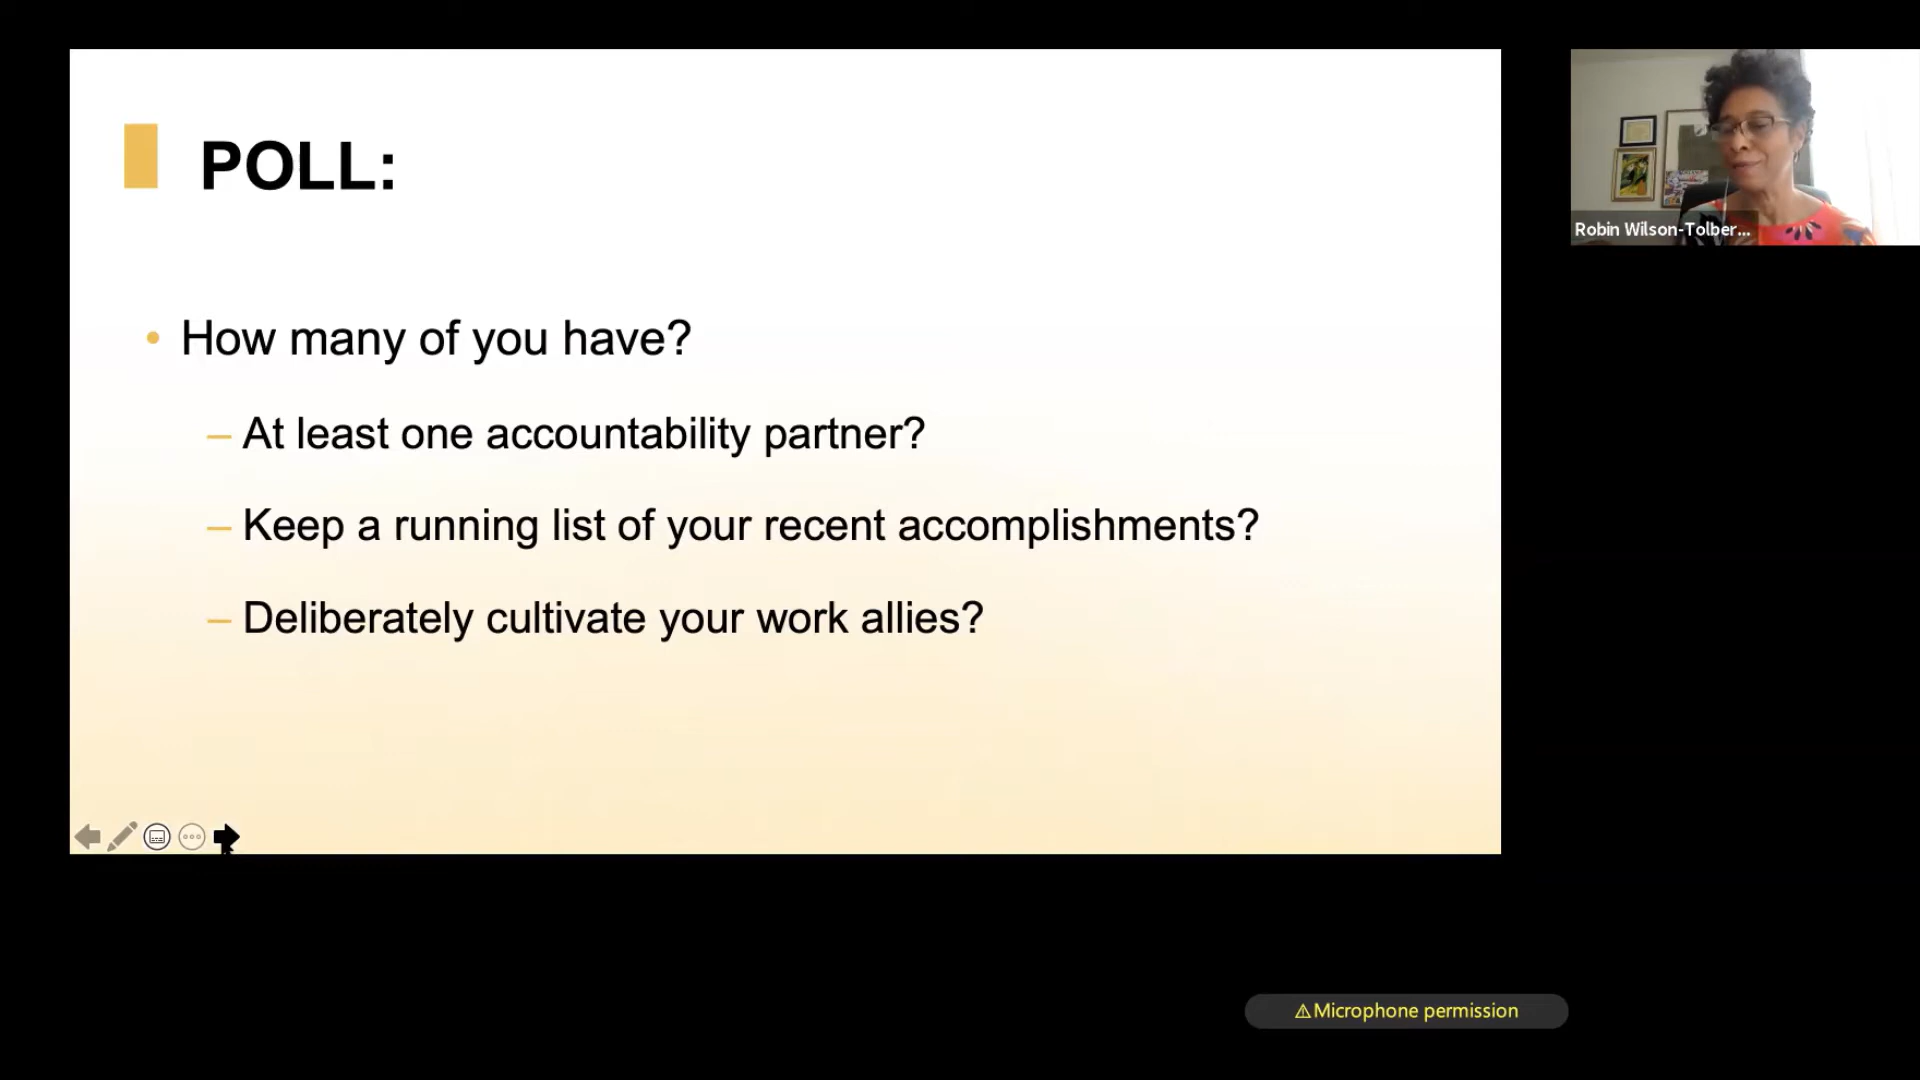 POLL:
• How many of you have?
– At least one accountability partner?
– Keep a running list of your recent accomplishments?
– Deliberately cultivate your work allies?
Robin Wilson-Tolber...
⚠Microphone permission